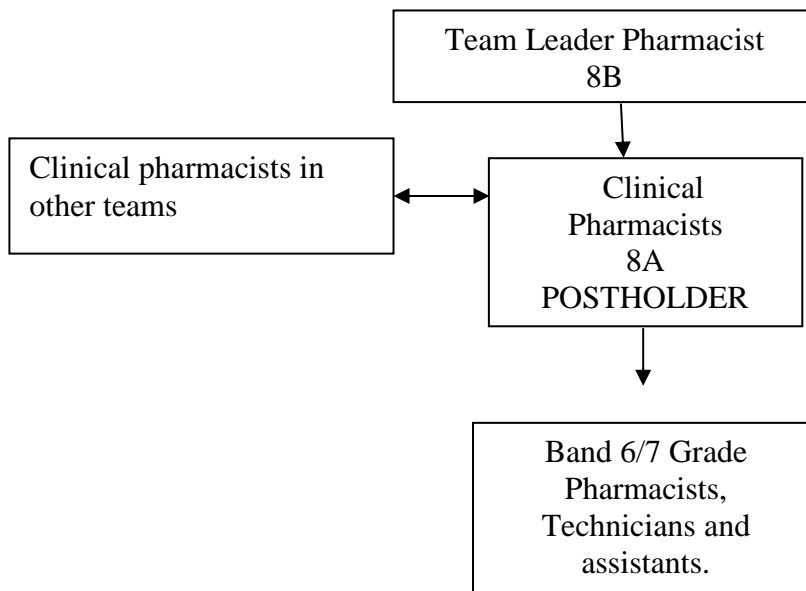 Team Leader Pharmacist
8B
Clinical pharmacists in
other teams
Clinical
Pharmacists
8A
POSTHOLDER
Band 6/7 Grade
Pharmacists,
Technicians and
assistants.